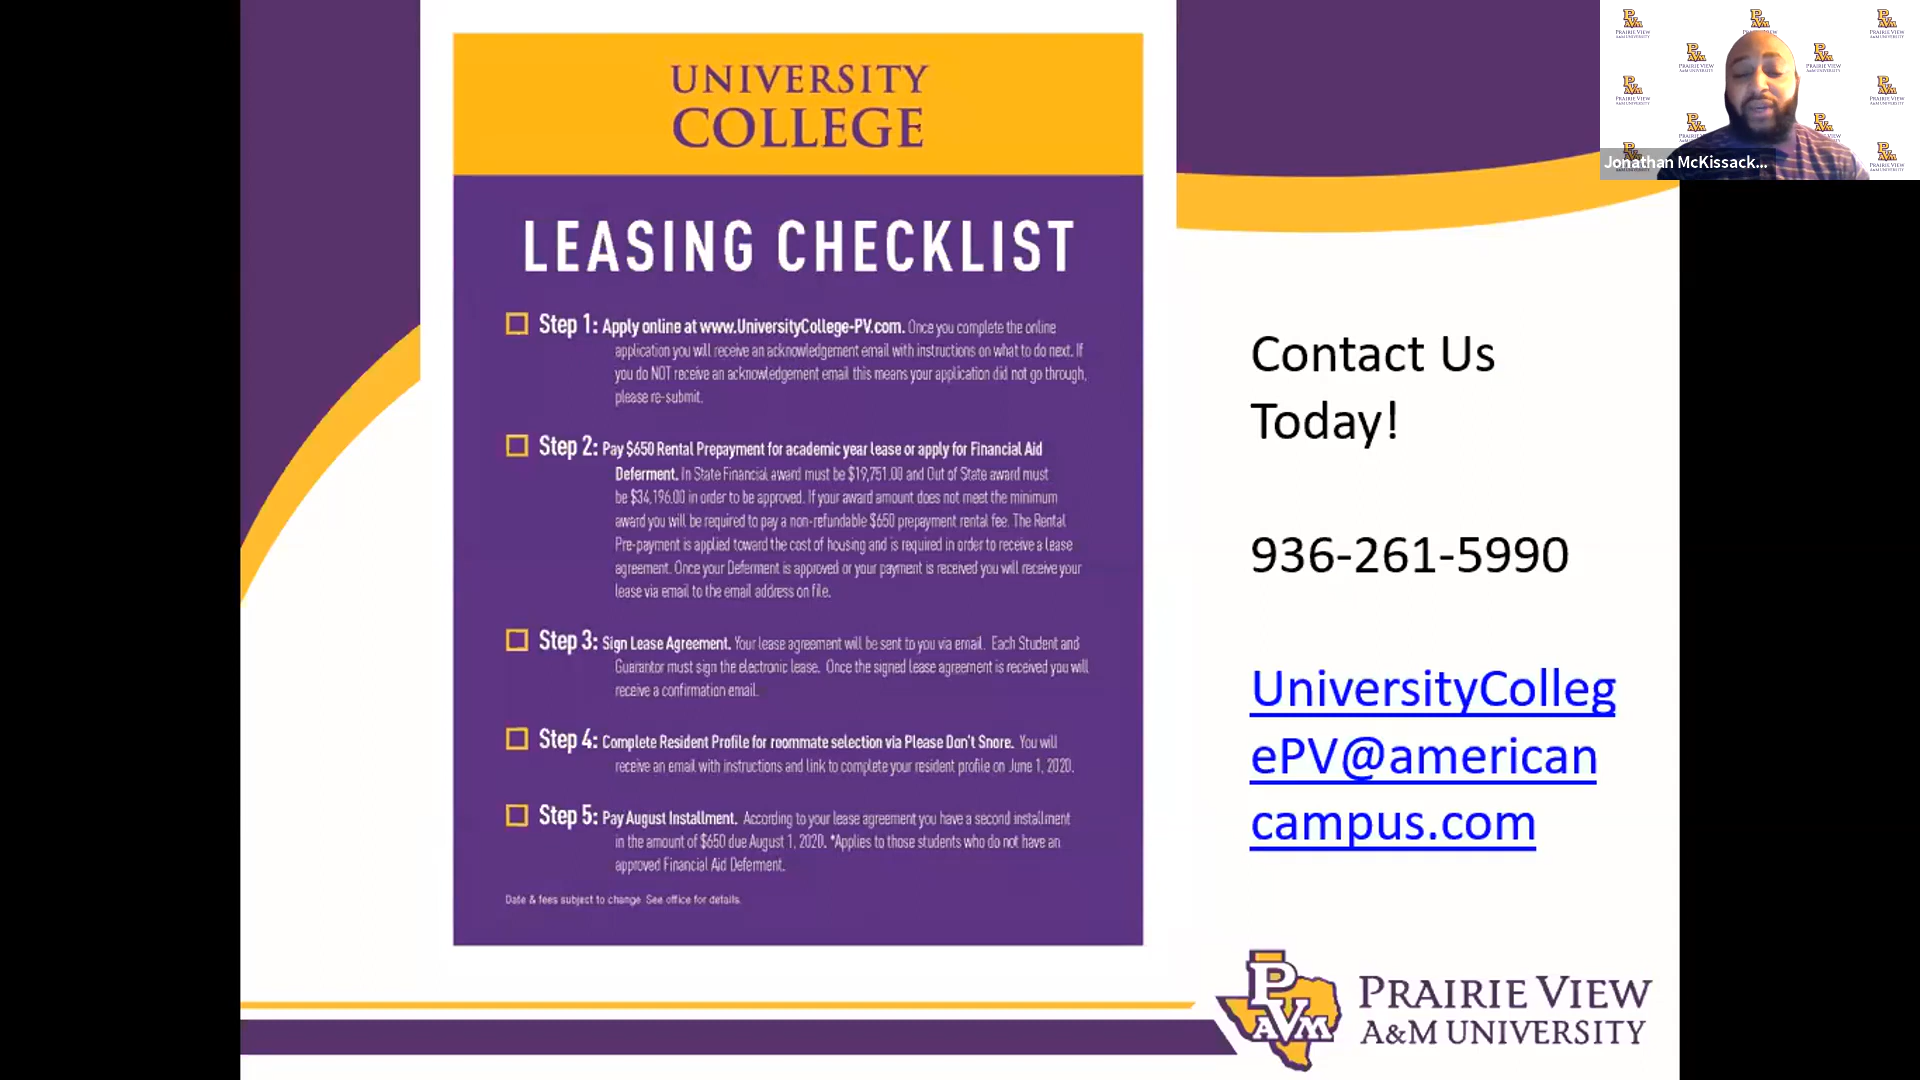 UNIVERSITY
COLLEGE
LEASING CHECKLIST
Step 1: Apply online at www.UniversityCollege-PV.com. Once you complete the online
application you will receive an acknowledgement email with instructions on what to do next. If
you do NOT receive an acknowledgement email this means your application did not go through,
please re-submit.
Step 2: Pay $650 Rental Prepayment for academic year lease or apply for Financial Aid
Deferment. In State Financial award must be $19,751.00 and Out of State award must
be $34,196.00 in order to be approved. If your award amount does not meet the minimum
award you will be required to pay a non-refundable $650 prepayment rental fee. The Rental
Pre-payment is applied toward the cost of housing and is required in order to receive a lease
agreement. Once your Deferment is approved or your payment is received you will receive your
lease via email to the email address on file.
Step 3: Sign Lease Agreement. Your lease agreement will be sent to you via email. Each Student and
Guarantor must sign the electronic lease. Once the signed lease agreement is received you will
receive a confirmation email.
Step 4: Complete Resident Profile for roommate selection via Please Don't Snore. You will
receive an email with instructions and link to complete your resident profile on June 1, 2020.
Step 5: Pay August Installment. According to your lease agreement you have a second installment
in the amount of $650 due August 1, 2020. *Applies to those students who do not have an
approved Financial Aid Deferment.
Date & fees subject to change. See office for details.
Contact Us
Today!
936-261-5990
UniversityColleg
ePV@american
campus.com
PVAM
PRAIRIE VIEW
A&M UNIVERSITY
Jonathan McKissack...